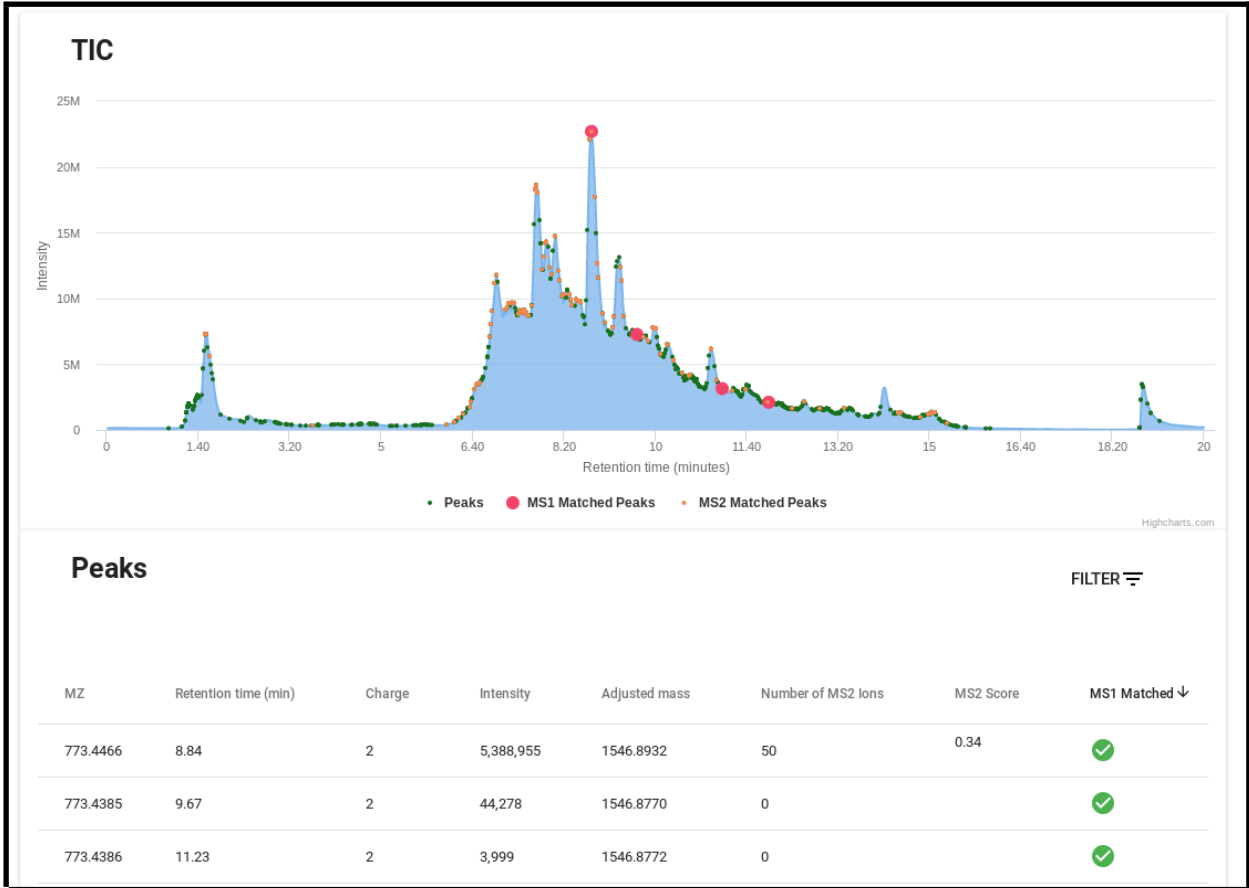 TIC
25M
20M
15M
10M
5M
0
Intensity
0 1.40 3.20 5 6.40 8.20 10 11.40 13.20 15 16.40 18.20 20
Retention time (minutes)
Peaks MS1 Matched Peaks MS2 Matched Peaks
Highcharts.com
Peaks
FILTER
MZ Retention time (min) Charge Intensity Adjusted mass Number of MS2 Ions MS2 Score MS1 Matched
773.4466 8.84 2 5,388,955 1546.8932 50 0.34
773.4385 9.67 2 44,278 1546.8770 0
773.4386 11.23 2 3,999 1546.8772 0